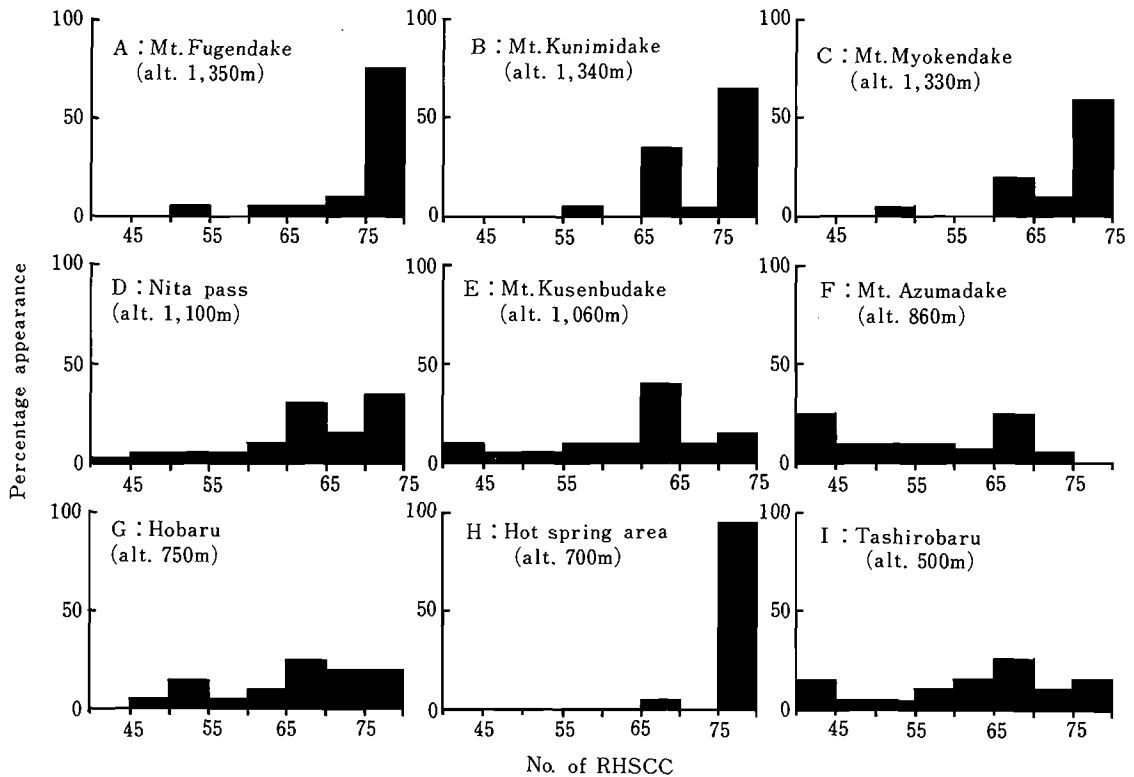 100
50
0
A : Mt. Fugendake
(alt. 1,350m)
45 55 65 75
100
50
0
B : Mt. Kunimidake
(alt. 1,340m)
45 55 65 75
100
50
0
C : Mt. Myokendake
(alt. 1,330m)
45 55 65 75
Percentage appearance
100
50
0
D : Nita pass
(alt. 1,100m)
45 55 65 75
100
50
0
E : Mt. Kusenbudake
(alt. 1,060m)
45 55 65 75
100
50
0
F : Mt. Azumadake
(alt. 860m)
45 55 65 75
100
50
0
G : Hobaru
(alt. 750m)
45 55 65 75
100
50
0
H : Hot spring area
(alt. 700m)
45 55 65 75
100
50
0
I : Tashirobaru
(alt. 500m)
45 55 65 75
No. of RHSCC